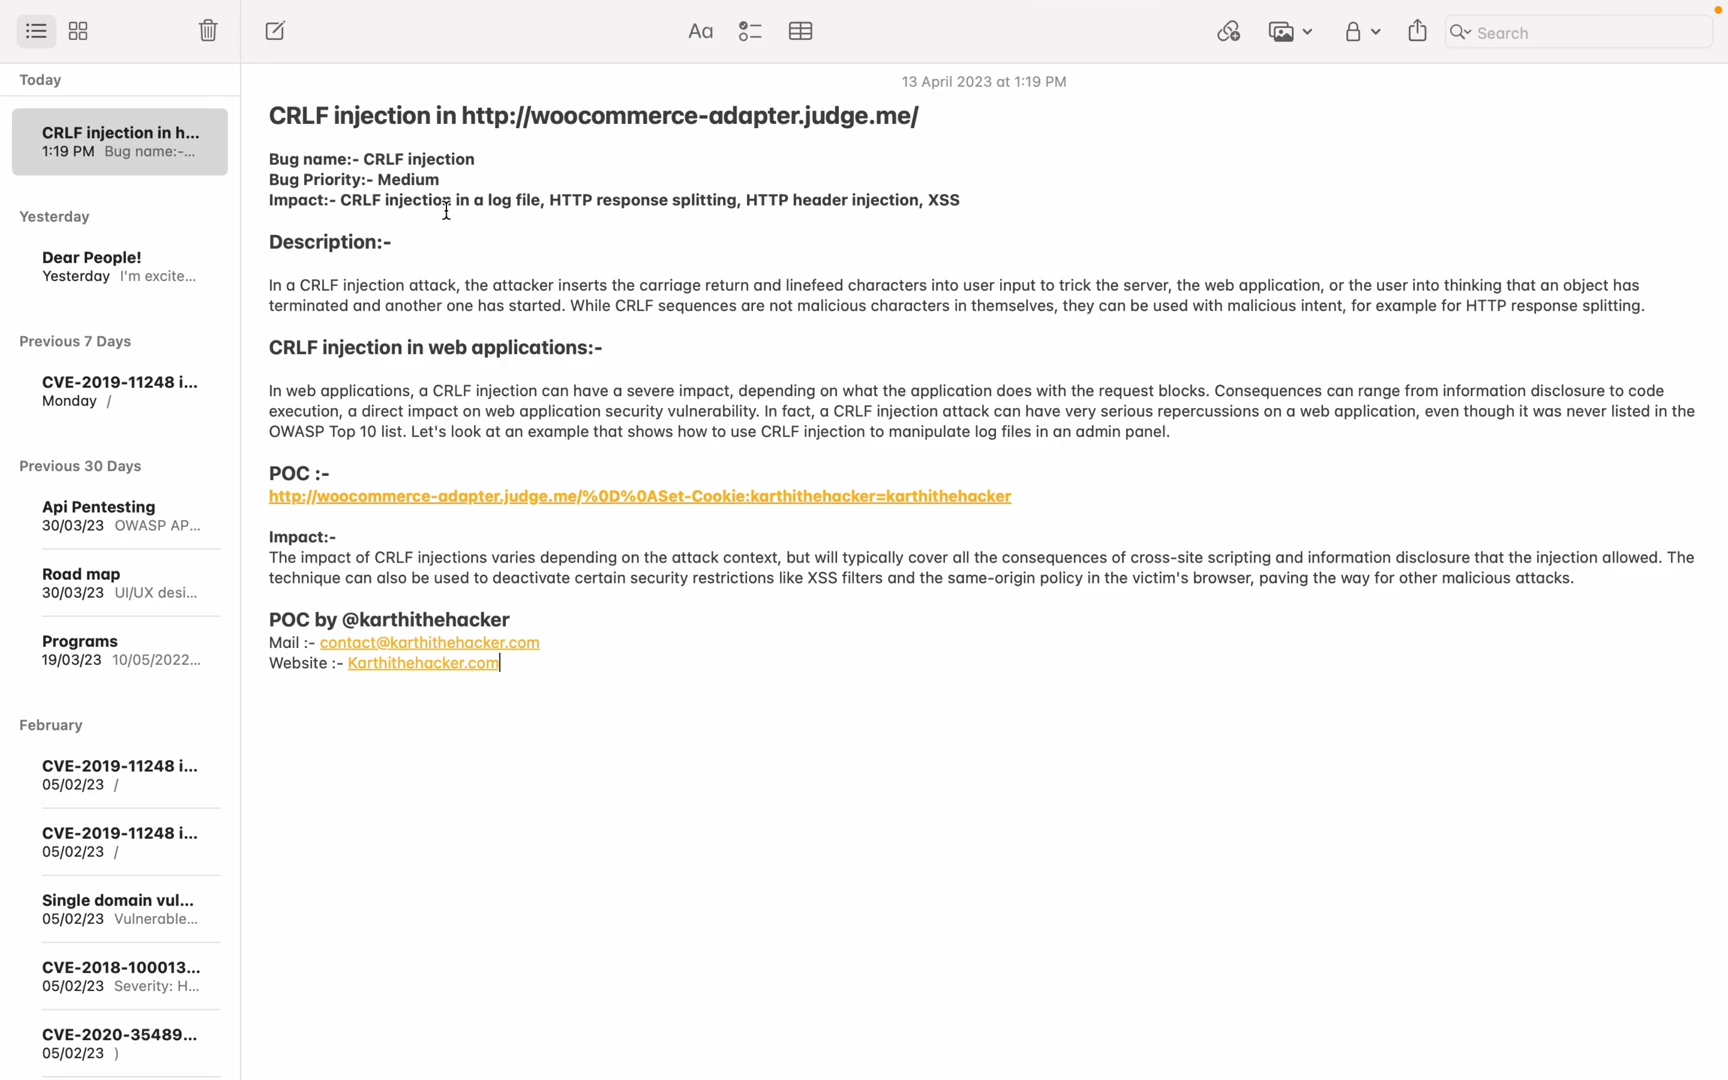 Search
Today
CRLF injection in h...
1:19 PM Bug name:-...
Yesterday
Dear People!
Yesterday I'm excite...
Previous 7 Days
CVE-2019-11248 i...
Monday /
Previous 30 Days
Api Pentesting
30/03/23 OWASP AP...
Road map
30/03/23 UI/UX desi...
Programs
19/03/23 10/05/2022...
February
CVE-2019-11248 i...
05/02/23 /
CVE-2019-11248 i...
05/02/23 /
Single domain vul...
05/02/23 Vulnerable...
CVE-2018-100013...
05/02/23 Severity: H...
CVE-2020-35489...
05/02/23 )
Aa
13 April 2023 at 1:19 PM
CRLF injection in http://woocommerce-adapter.judge.me/
Bug name:- CRLF injection
Bug Priority:- Medium
Impact:- CRLF injection in a log file, HTTP response splitting, HTTP header injection, XSS
Description:-
In a CRLF injection attack, the attacker inserts the carriage return and linefeed characters into user input to trick the server, the web application, or the user into thinking that an object has
terminated and another one has started. While CRLF sequences are not malicious characters in themselves, they can be used with malicious intent, for example for HTTP response splitting.
CRLF injection in web applications:-
In web applications, a CRLF injection can have a severe impact, depending on what the application does with the request blocks. Consequences can range from information disclosure to code
execution, a direct impact on web application security vulnerability. In fact, a CRLF injection attack can have very serious repercussions on a web application, even though it was never listed in the
OWASP Top 10 list. Let's look at an example that shows how to use CRLF injection to manipulate log files in an admin panel.
POC :-
http://woocommerce-adapter.judge.me/%0D%0ASet-Cookie:karthithehacker=karthithehacker
Impact:-
The impact of CRLF injections varies depending on the attack context, but will typically cover all the consequences of cross-site scripting and information disclosure that the injection allowed. The
technique can also be used to deactivate certain security restrictions like XSS filters and the same-origin policy in the victim's browser, paving the way for other malicious attacks.
POC by @karthithehacker
Mail :- contact@karthithehacker.com
Website :- Karthithehacker.com